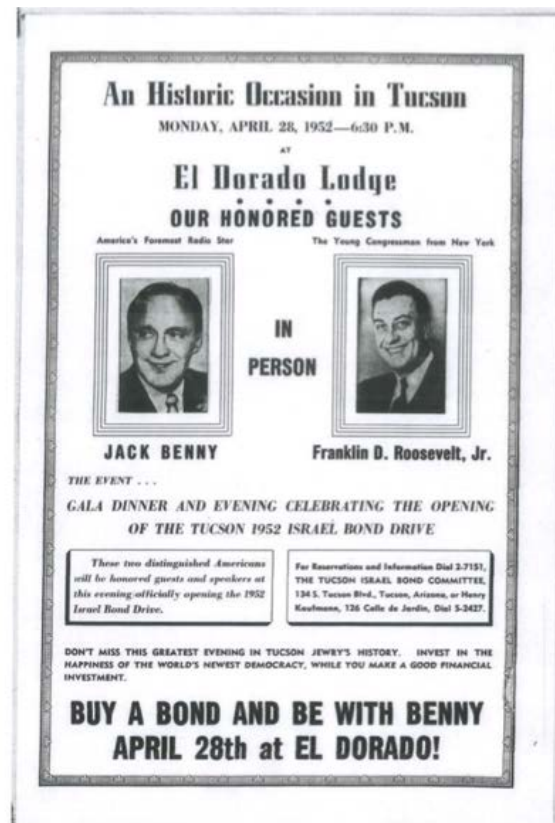 An Historic Occasion in Tucson
MONDAY, APRIL 28, 1952—6:30 P.M.
AT
El Dorado Lodge
OUR HONORED GUESTS
America's Foremost Radio Star
The Young Congressman from New York
IN
PERSON
JACK BENNY
Franklin D. Roosevelt, Jr.
THE EVENT . . .
GALA DINNER AND EVENING CELEBRATING THE OPENING
OF THE TUCSON 1952 ISRAEL BOND DRIVE
These two distinguished Americans
will be honored guests and speakers at
this evening officially opening the 1952
Israel Bond Drive.
For Reservations and Information Dial 2-7151,
THE TUCSON ISRAEL BOND COMMITTEE,
134 S. Tucson Blvd., Tucson, Arizona, or Henry
Kaufmann, 126 Calle de Jardin, Dial 5-2427.
DON'T MISS THIS GREATEST EVENING IN TUCSON JEWRY'S HISTORY. INVEST IN THE
HAPPINESS OF THE WORLD'S NEWEST DEMOCRACY, WHILE YOU MAKE A GOOD FINANCIAL
INVESTMENT.
BUY A BOND AND BE WITH BENNY
APRIL 28th at EL DORADO!